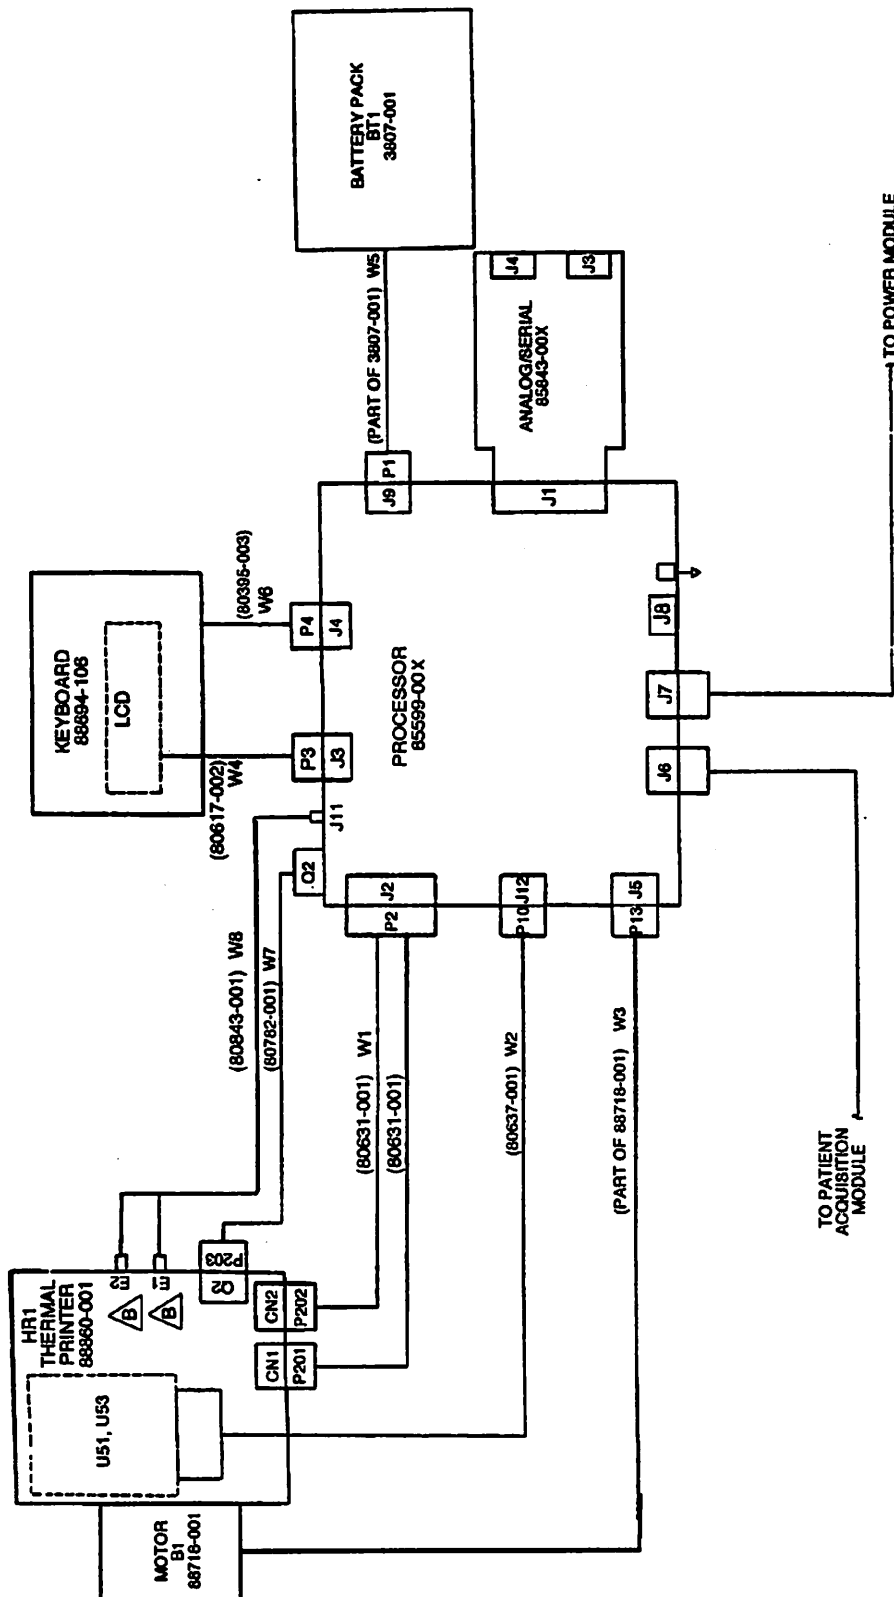 BATTERY PACK
BT1
3807-001
(PART OF 3807-001) W5
J4
J3
ANALOG/SERIAL
85843-00X
J1
J9
P1
TO POWER MODULE
KEYBOARD
88694-106
LCD
(80395-003)
W6
(80617-002)
W4
P4
J4
P3
J3
J11
Q2
PROCESSOR
85599-00X
J8
J7
J6
J2
P2
P10
J12
P13
J5
(80843-001) W8
(80782-001) W7
(80631-001) W1
(80631-001)
(80637-001) W2
(PART OF 88718-001) W3
TO PATIENT
ACQUISITION
MODULE
HR1
THERMAL
PRINTER
88860-001
E2
B
E1
B
Q2
P203
CN2
P202
CN1
P201
U51, U53
MOTOR
B1
88718-001